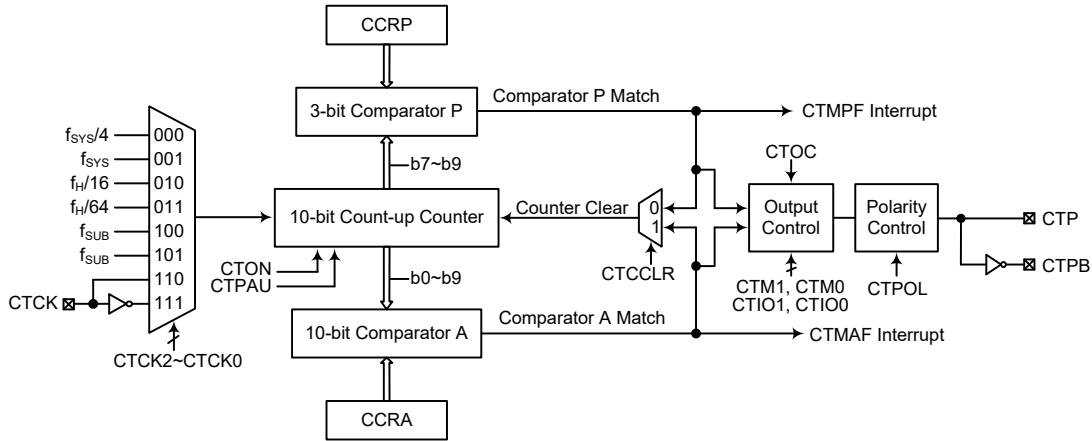 CCRP
3-bit Comparator P
Comparator P Match
CTMPF Interrupt
b7~b9
fSYS/4
fSYS
fH/16
fH/64
fSUB
fSUB
000
001
010
011
100
101
110
111
CTCK
CTCK2~CTCK0
10-bit Count-up Counter
Counter Clear
CTON
CTPAU
b0~b9
0
1
CTCCLR
CTOC
Output
Control
CTM1, CTM0
CTIO1, CTIO0
Polarity
Control
CTPOL
CTP
CTPB
10-bit Comparator A
Comparator A Match
CTMAF Interrupt
CCRA